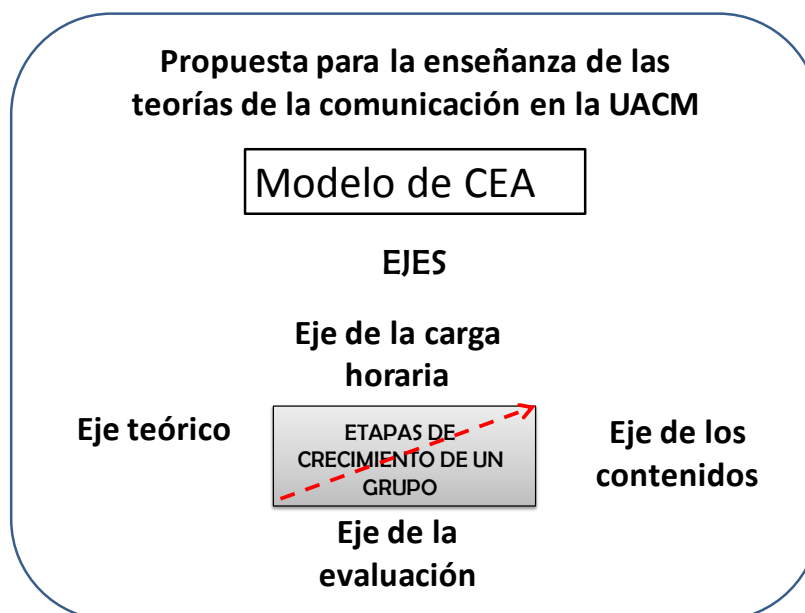 Propuesta para la enseñanza de las
teorías de la comunicación en la UACM
Modelo de CEA
EJES
Eje de la carga
horaria
Eje teórico
ETAPAS DE
CRECIMIENTO DE UN
GRUPO
Eje de los
contenidos
Eje de la
evaluación